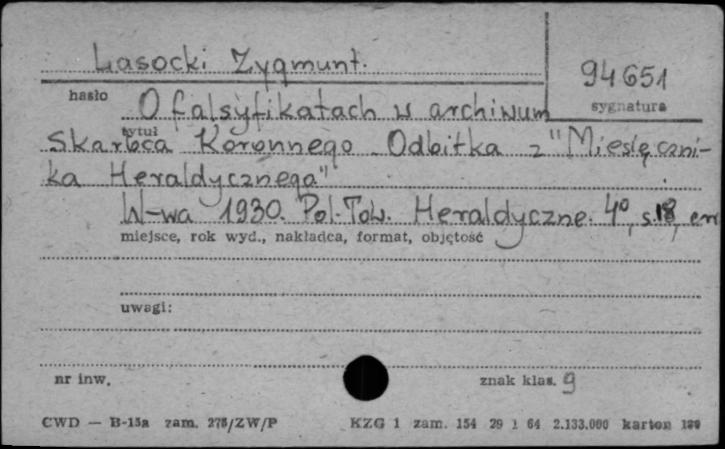 Lasocki Zygmunt.
94651
hasło
sygnatura
O falsyfikatach w archiwum
tytuł
Skarbca Koronnego Odbitka z "Miesięczni-
ka Heraldycznego"
W-wa 1930. Pol. Tow. Heraldyczne. 4°, s.18,
miejsce, rok wyd., nakładca, format, objętość
uwagi:
nr inw.
znak klas. 9
CWD — B-15a zam. 278/ZW/P
KZG 1 zam. 154 29 1 64 2.133.000 karton